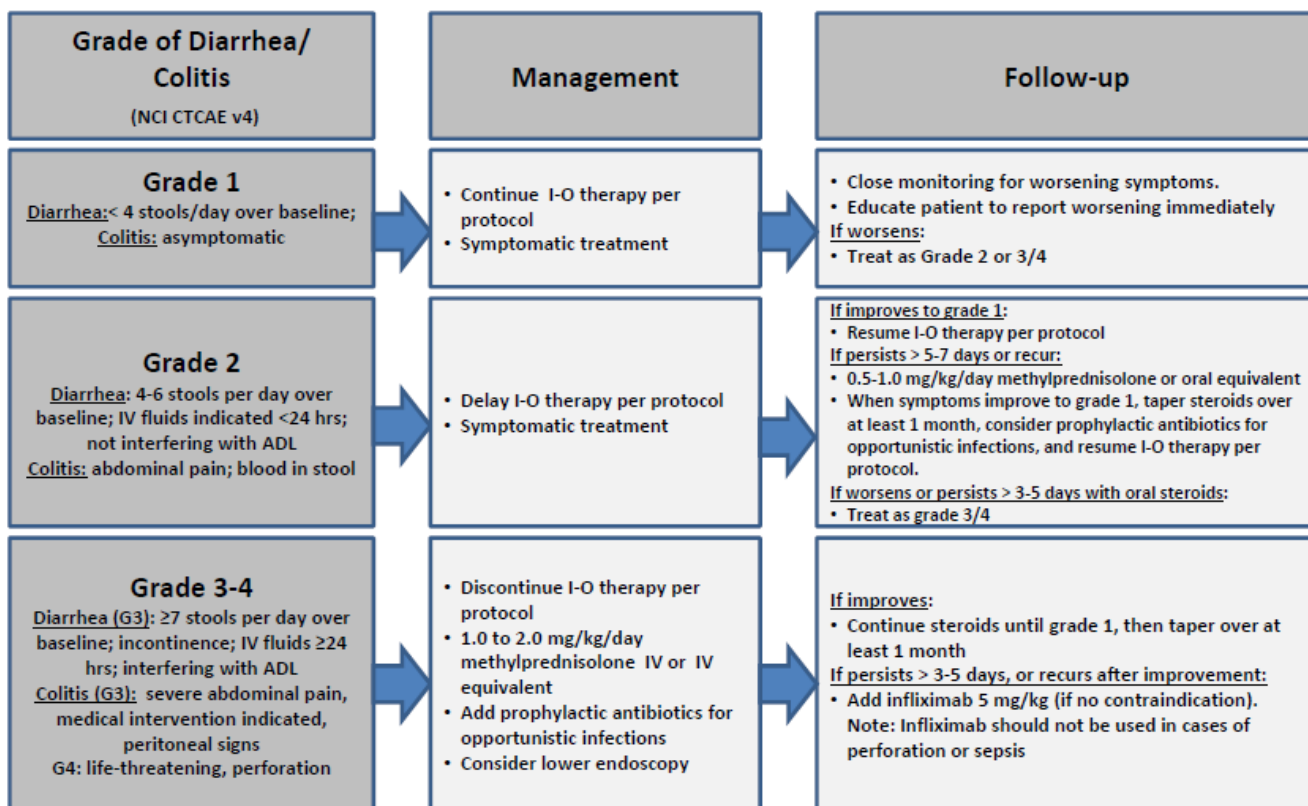 Grade of Diarrhea/
Colitis
(NCI CTCAE v4)
Management
Follow-up
Grade 1
Diarrhea:< 4 stools/day over baseline;
Colitis: asymptomatic
• Continue I-O therapy per
protocol
• Symptomatic treatment
• Close monitoring for worsening symptoms.
• Educate patient to report worsening immediately
If worsens:
• Treat as Grade 2 or 3/4
Grade 2
Diarrhea: 4-6 stools per day over
baseline; IV fluids indicated <24 hrs;
not interfering with ADL
Colitis: abdominal pain; blood in stool
• Delay I-O therapy per protocol
• Symptomatic treatment
If improves to grade 1:
• Resume I-O therapy per protocol
If persists > 5-7 days or recur:
• 0.5-1.0 mg/kg/day methylprednisolone or oral equivalent
• When symptoms improve to grade 1, taper steroids over
at least 1 month, consider prophylactic antibiotics for
opportunistic infections, and resume I-O therapy per
protocol.
If worsens or persists > 3-5 days with oral steroids:
• Treat as grade 3/4
Grade 3-4
Diarrhea (G3): ≥7 stools per day over
baseline; incontinence; IV fluids ≥24
hrs; interfering with ADL
Colitis (G3): severe abdominal pain,
medical intervention indicated,
peritoneal signs
G4: life-threatening, perforation
• Discontinue I-O therapy per
protocol
• 1.0 to 2.0 mg/kg/day
methylprednisolone IV or IV
equivalent
• Add prophylactic antibiotics for
opportunistic infections
• Consider lower endoscopy
If improves:
• Continue steroids until grade 1, then taper over at
least 1 month
If persists > 3-5 days, or recurs after improvement:
• Add infliximab 5 mg/kg (if no contraindication).
Note: Infliximab should not be used in cases of
perforation or sepsis